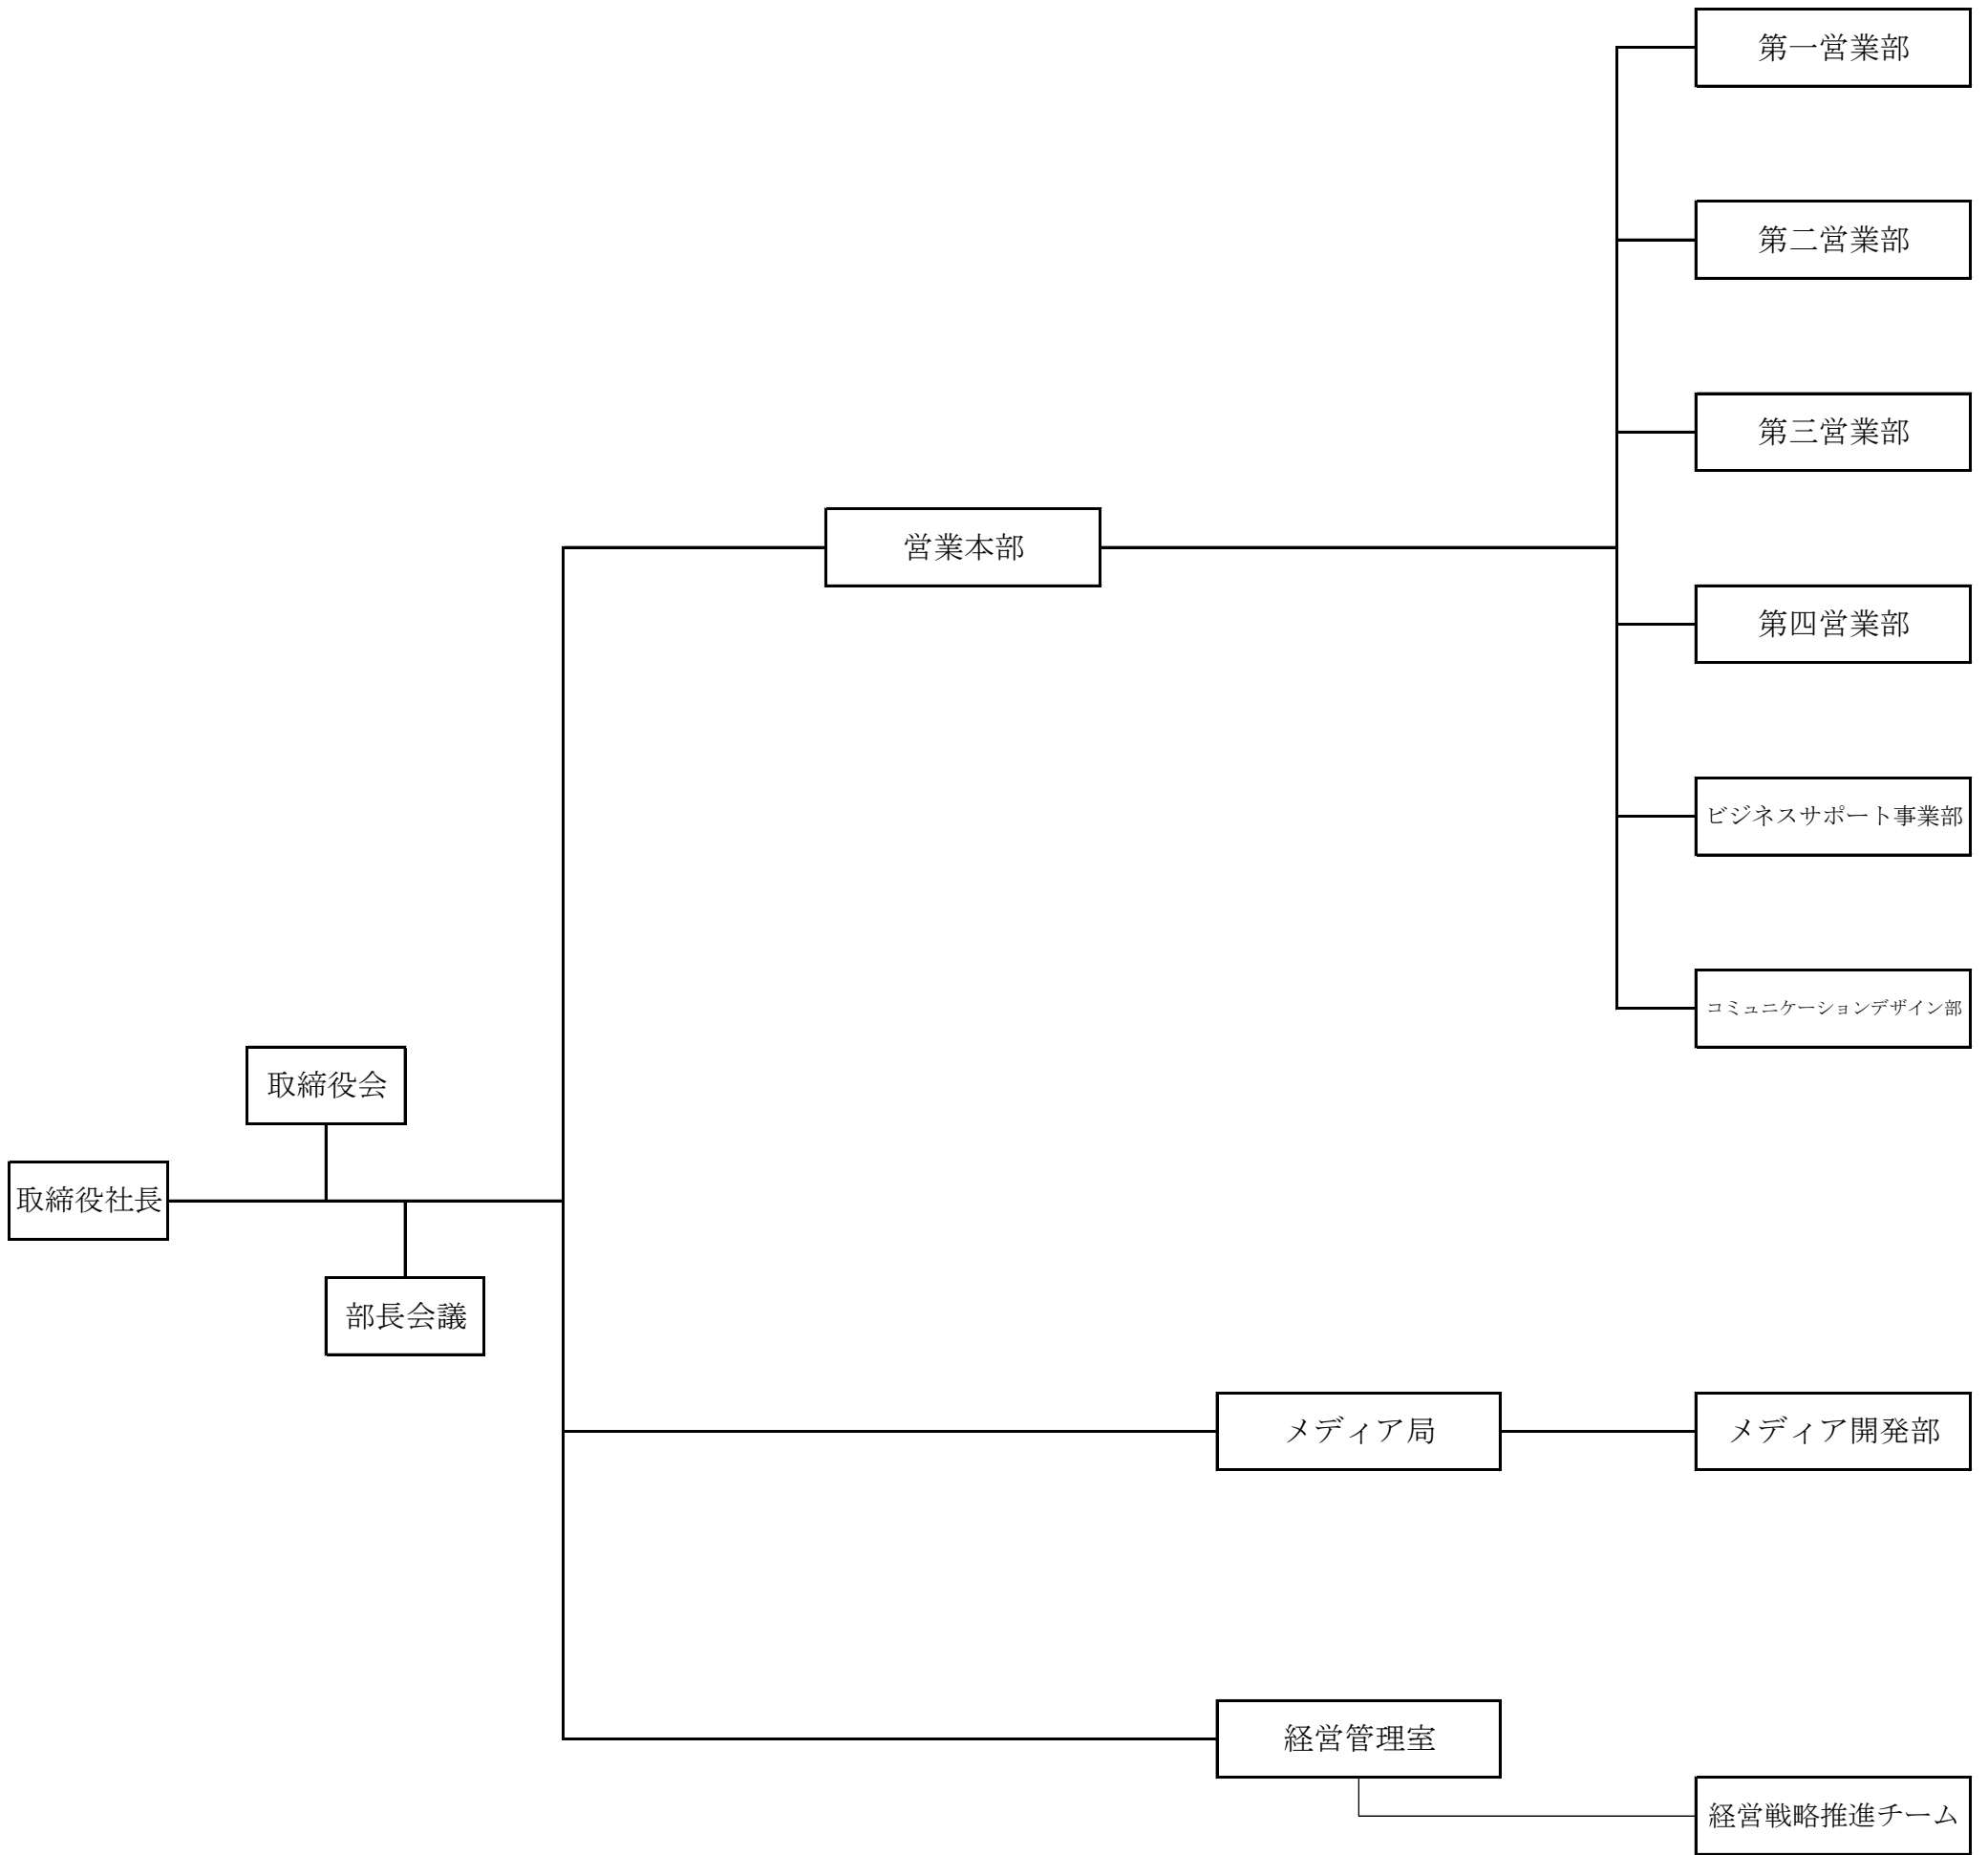 第一営業部
第二営業部
第三営業部
営業本部
第四営業部
ビジネスサポート事業部
コミュニケーションデザイン部
取締役会
取締役社長
部長会議
メディア局
メディア開発部
経営管理室
経営戦略推進チーム